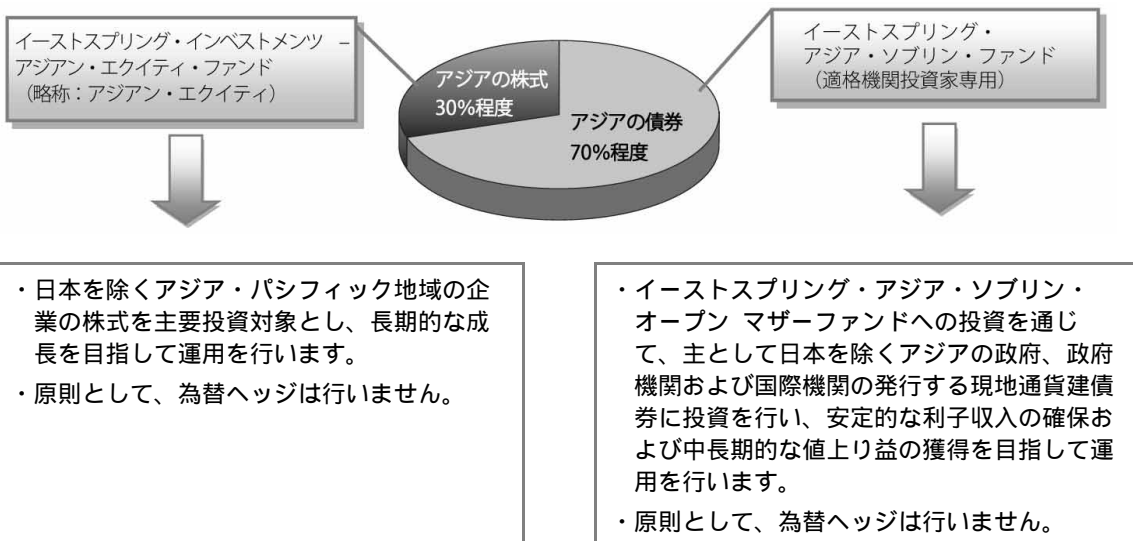 イーストスプリング・インベストメンツ –
アジアン・エクイティ・ファンド
（略称：アジアン・エクイティ）
アジアの株式
30%程度
アジアの債券
70%程度
イーストスプリング・
アジア・ソブリン・ファンド
（適格機関投資家専用）
・日本を除くアジア・パシフィック地域の企
業の株式を主要投資対象とし、長期的な成
長を目指して運用を行います。
・原則として、為替ヘッジは行いません。
・イーストスプリング・アジア・ソブリン・
オープン マザーファンドへの投資を通じ
て、主として日本を除くアジアの政府、政府
機関および国際機関の発行する現地通貨建債
券に投資を行い、安定的な利子収入の確保お
よび中長期的な値上り益の獲得を目指して運
用を行います。
・原則として、為替ヘッジは行いません。